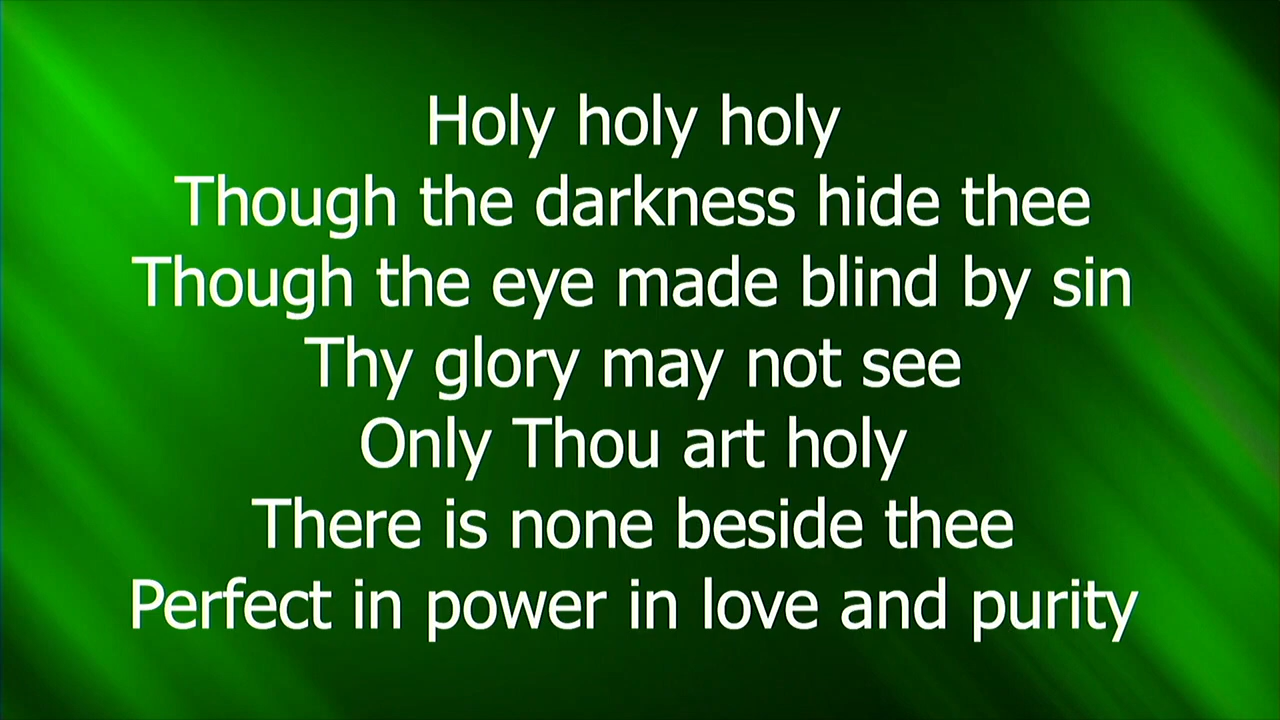 Holy holy holy
Though the darkness hide thee
Though the eye made blind by sin
Thy glory may not see
Only Thou art holy
There is none beside thee
Perfect in power in love and purity